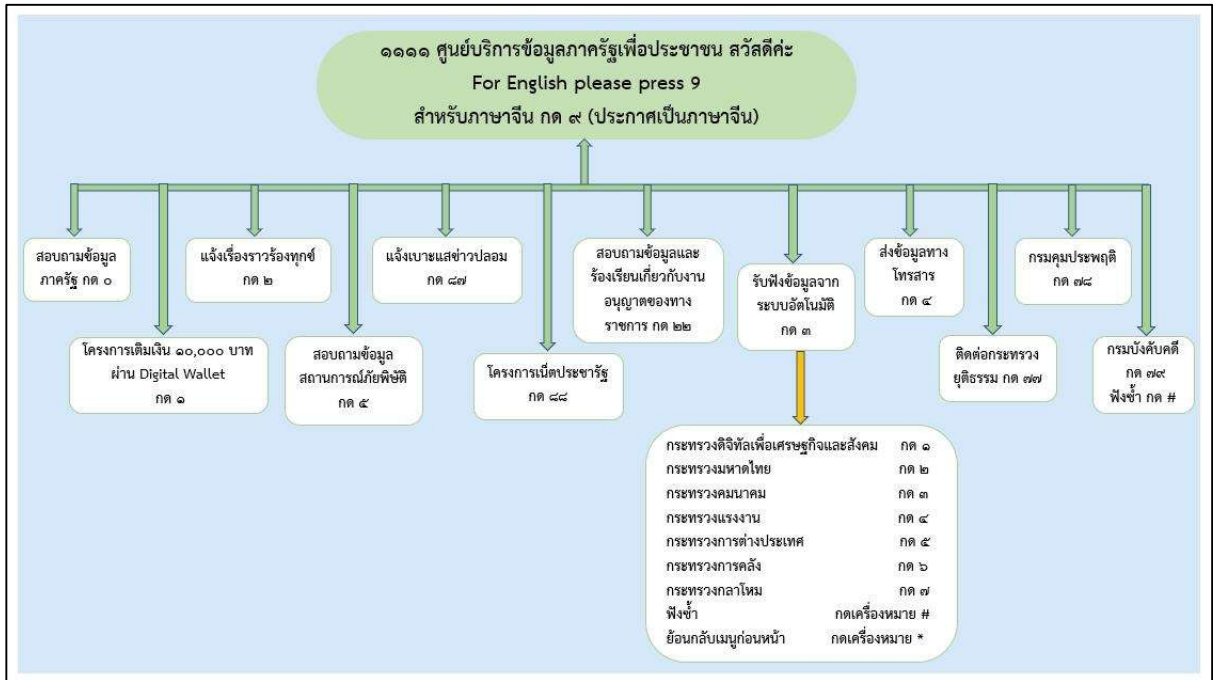 ๑๑๑๑ ศูนย์บริการข้อมูลภาครัฐเพื่อประชาชน สวัสดีค่ะ
For English please press 9
สำหรับภาษาจีน กด ๙ (ประกาศเป็นภาษาจีน)
สอบถามข้อมูล
ภาครัฐ กด ๐
โครงการเติมเงิน ๑๐,๐๐๐ บาท
ผ่าน Digital Wallet
กด ๑
แจ้งเรื่องราวร้องทุกข์
กด ๒
สอบถามข้อมูล
สถานการณ์ภัยพิบัติ
กด ๕
แจ้งเบาะแสข่าวปลอม
กด ๘๗
โครงการเน็ตประชารัฐ
กด ๘๘
สอบถามข้อมูลและ
ร้องเรียนเกี่ยวกับงาน
อนุญาตของทาง
ราชการ กด ๒๒
รับฟังข้อมูลจาก
ระบบอัตโนมัติ
กด ๓
ส่งข้อมูลทาง
โทรสาร
กด ๔
ติดต่อกระทรวง
ยุติธรรม กด ๗๗
กรมคุมประพฤติ
กด ๗๘
กรมบังคับคดี
กด ๗๙
ฟังซ้ำ กด #
กระทรวงดิจิทัลเพื่อเศรษฐกิจและสังคม กด ๑
กระทรวงมหาดไทย กด ๒
กระทรวงคมนาคม กด ๓
กระทรวงแรงงาน กด ๔
กระทรวงการต่างประเทศ กด ๕
กระทรวงการคลัง กด ๖
กระทรวงกลาโหม กด ๗
ฟังซ้ำ กดเครื่องหมาย #
ย้อนกลับเมนูก่อนหน้า กดเครื่องหมาย *